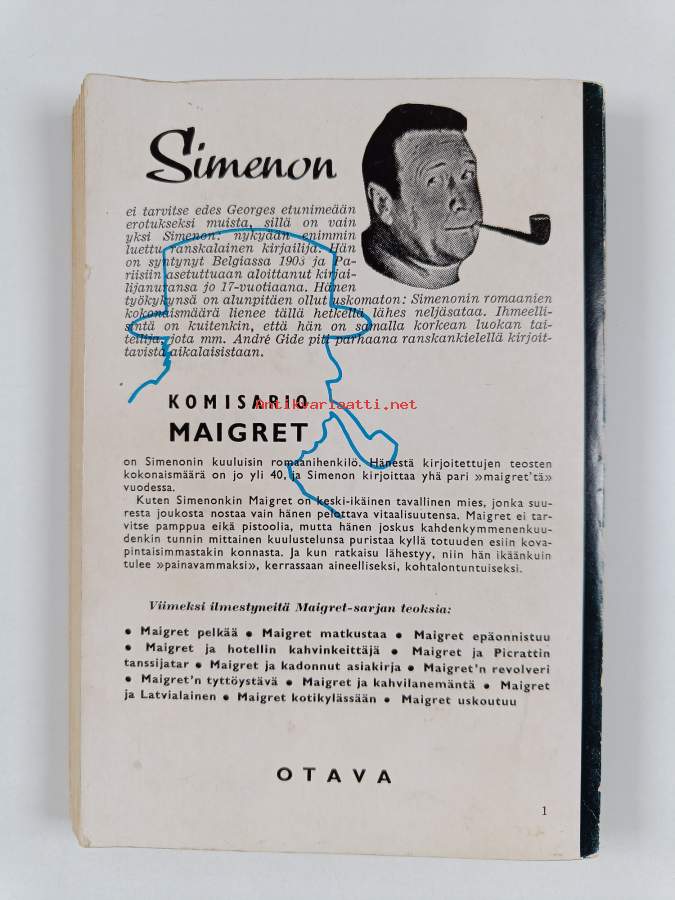 Simenon
ei tarvitse edes Georges etunimeään
erotukseksi muista, sillä on vain
yksi Simenon: nykyään enimmin
luettu ranskalainen kirjailija. Hän
on syntynyt Belgiassa 1903 ja Pa-
riisiin asetuttuaan aloittanut kirjai-
lijanuransa jo 17-vuotiaana. Hänen
työkykynsä on alunpitäen ollut uskomaton: Simenonin romaanien
kokonaismäärä lienee tällä hetkellä lähes neljäsataa. Ihmeelli-
sintä on kuitenkin, että hän on samalla korkean luokan tai-
teilija, jota mm. André Gide piti parhaana ranskankielellä kirjoit-
tavista aikalaisistaan.
KOMISARIO
Antikvariaatti.net
MAIGRET
on Simenonin kuuluisin romaanihenkilö. Hänestä kirjoitettujen teosten
kokonaismäärä on jo yli 40, ja Simenon kirjoittaa yhä pari »maigret'tä»
vuodessa.
Kuten Simenonkin Maigret on keski-ikäinen tavallinen mies, jonka suu-
resta joukosta nostaa vain hänen pelottava vitaalisuutensa. Maigret ei tar-
vitse pamppua eikä pistoolia, mutta hänen joskus kahdenkymmenenkuu-
denkin tunnin mittainen kuulustelunsa puristaa kyllä totuuden esiin kova-
pintaisimmastakin konnasta. Ja kun ratkaisu lähestyy, niin hän ikäänkuin
tulee »painavammaksi», kerrassaan aineelliseksi, kohtalontuntuiseksi.
Viimeksi ilmestyneitä Maigret-sarjan teoksia:
• Maigret pelkää • Maigret matkustaa • Maigret epäonnistuu
• Maigret ja hotellin kahvinkeittäjä • Maigret ja Picrattin
tanssijatar • Maigret ja kadonnut asiakirja • Maigret'n revolveri
• Maigret'n tyttöystävä • Maigret ja kahvilanemäntä • Maigret
ja Latvialainen • Maigret kotikylässään • Maigret uskoutuu
OTAVA
1